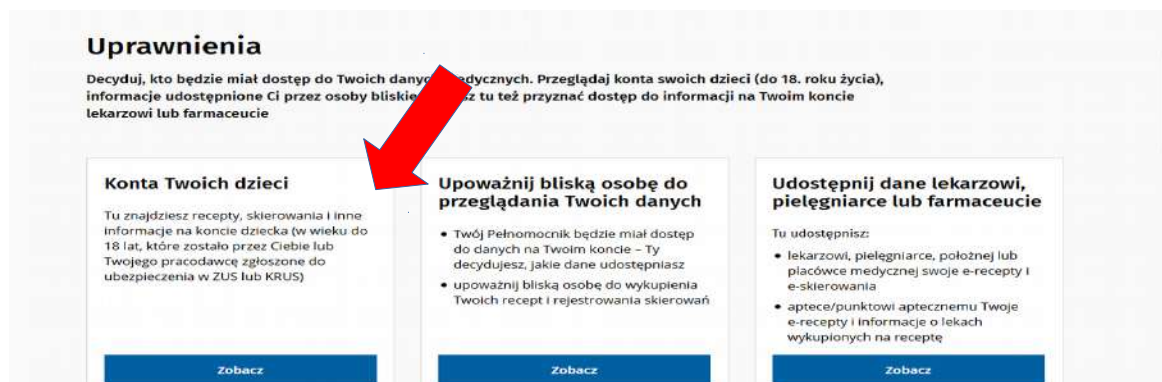 Uprawnienia
Decyduj, kto będzie miał dostęp do Twoich danych medycznych. Przeglądaj konta swoich dzieci (do 18. roku życia),
informacje udostępnione Ci przez osoby bliskie tu też przyznać dostęp do informacji na Twoim koncie
lekarzowi lub farmaceucie
Konta Twoich dzieci
Tu znajdziesz recepty, skierowania i inne
informacje na koncie dziecka (w wieku do
18 lat, które zostało przez Ciebie lub
Twojego pracodawcę zgłoszone do
ubezpieczenia w ZUS lub KRUS)
Zobacz
Upoważnij bliską osobę do
przeglądania Twoich danych
• Twój Pełnomocnik będzie miał dostęp
do danych na Twoim koncie – Ty
decydujesz, jakie dane udostępniasz
• upoważnij bliską osobę do wykupienia
Twoich recept i rejestrowania skierowań
Zobacz
Udostępnij dane lekarzowi,
pielęgniarce lub farmaceucie
Tu udostępnisz:
• lekarzowi, pielęgniarce, położnej lub
placówce medycznej swoje e-recepty i
e-skierowania
• aptece/punktowi aptecznemu Twoje
e-recepty i informacje o lekach
wykupionych na receptę
Zobacz